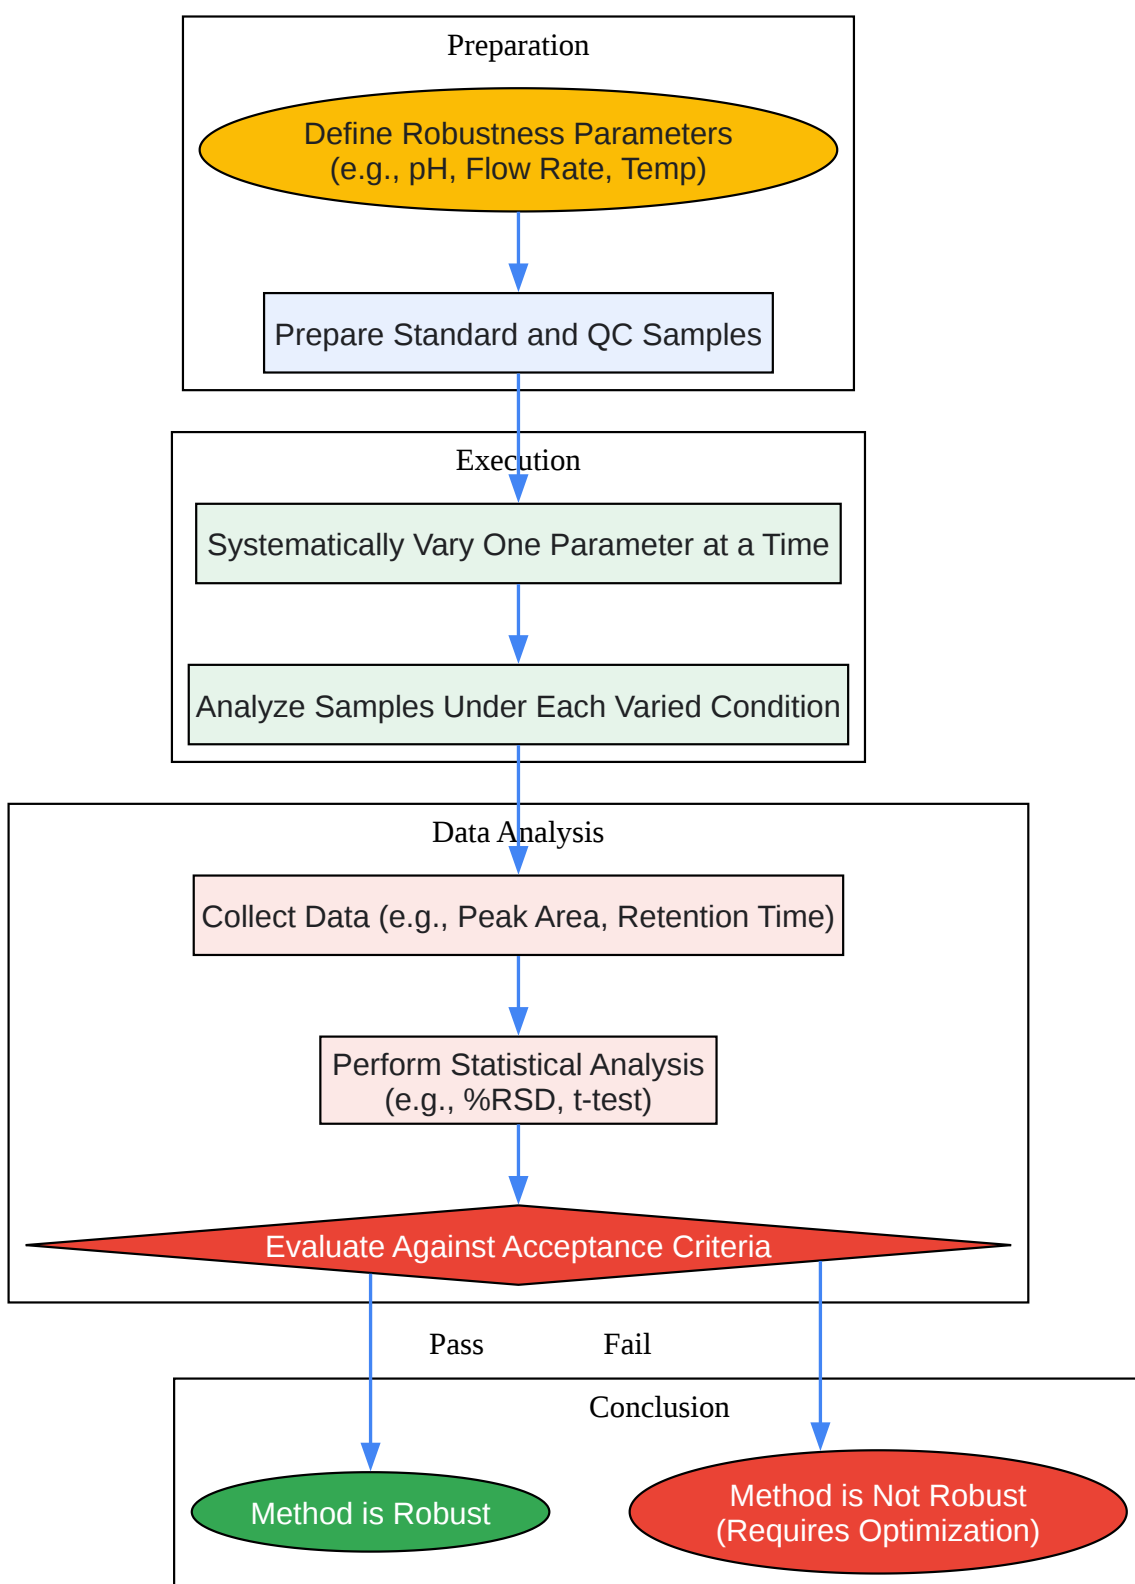 Preparation
Define Robustness Parameters
(e.g., pH, Flow Rate, Temp)
Prepare Standard and QC Samples
Execution
Systematically Vary One Parameter at a Time
Analyze Samples Under Each Varied Condition
Data Analysis
Collect Data (e.g., Peak Area, Retention Time)
Perform Statistical Analysis
(e.g., %RSD, t-test)
Evaluate Against Acceptance Criteria
Pass
Fail
Conclusion
Method is Robust
Method is Not Robust
(Requires Optimization)